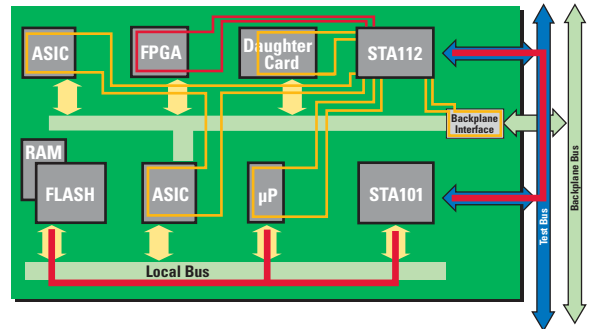 ASIC
FPGA
Daughter
Card
STA112
Backplane
Interface
RAM
FLASH
ASIC
µP
STA101
Local Bus
Test Bus
Backplane Bus